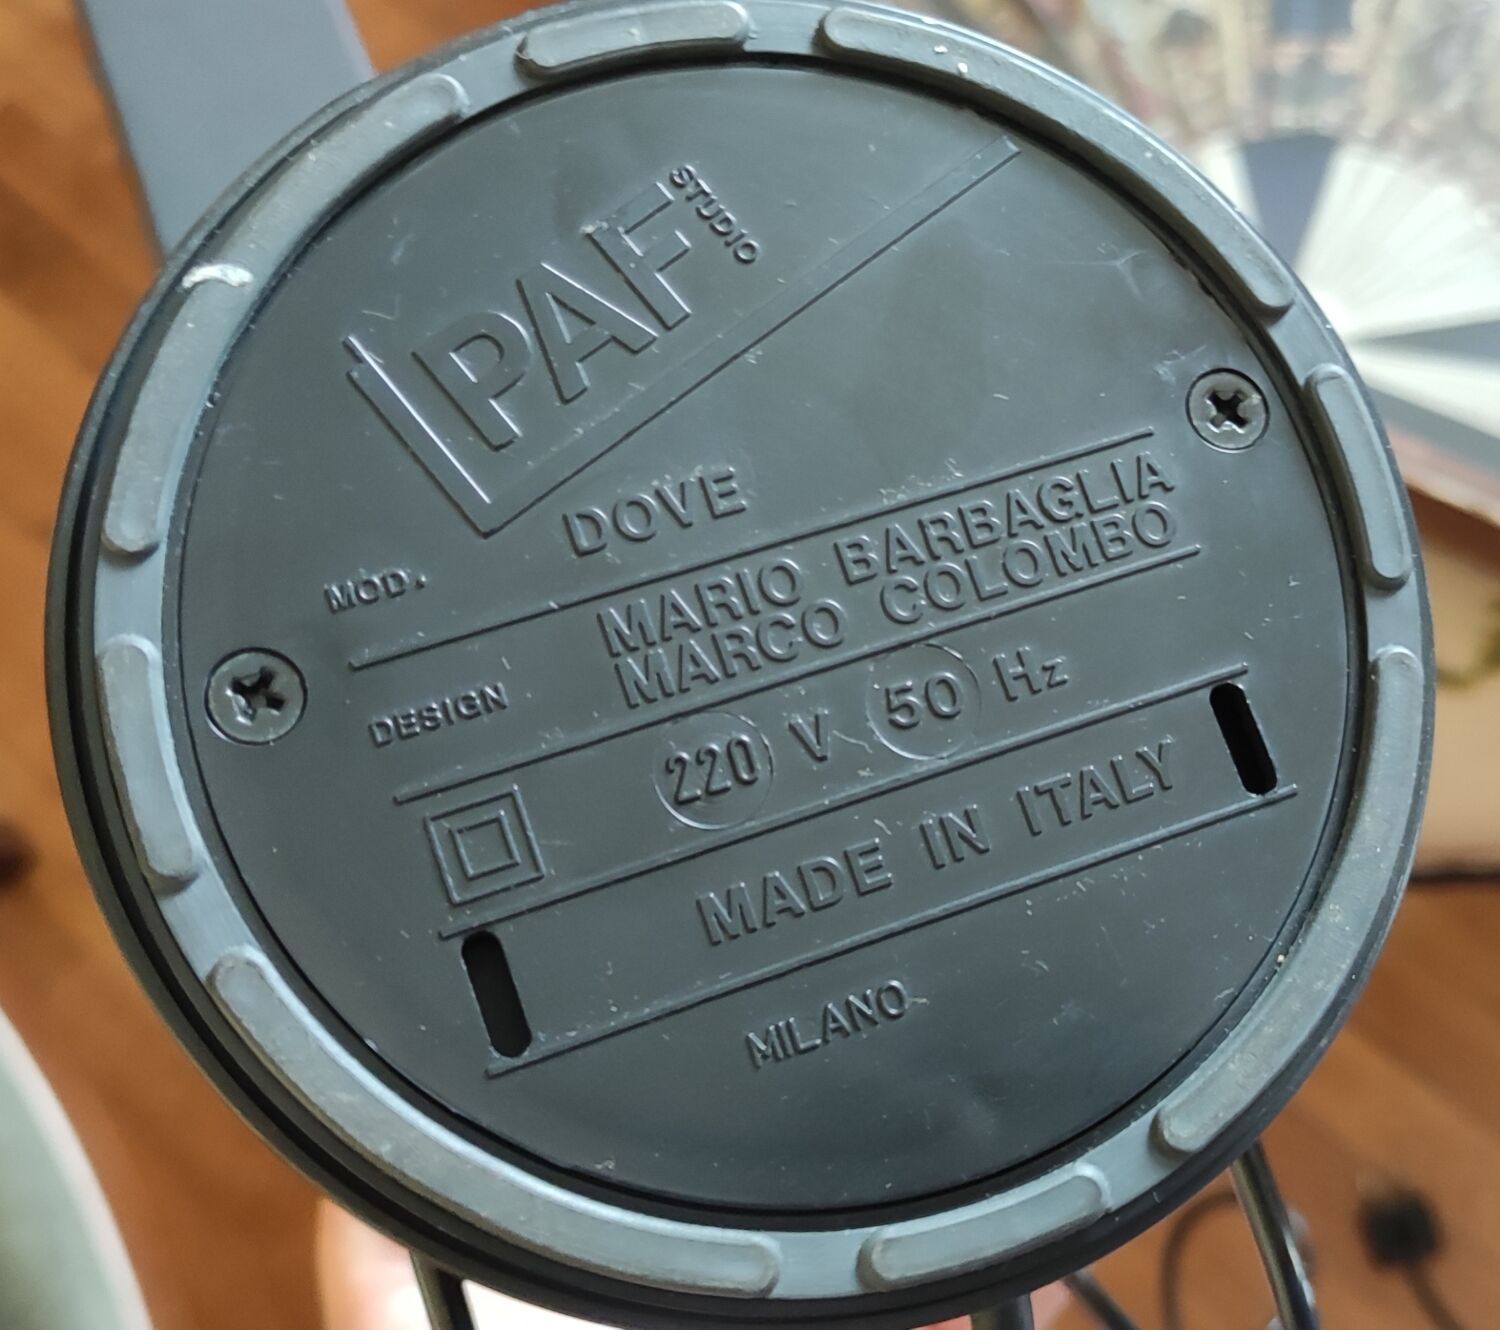 PAF STUDIO
MOD. DOVE
DESIGN MARIO BARBAGLIA
MARCO COLOMBO
220 V 50 Hz
MADE IN ITALY
MILANO